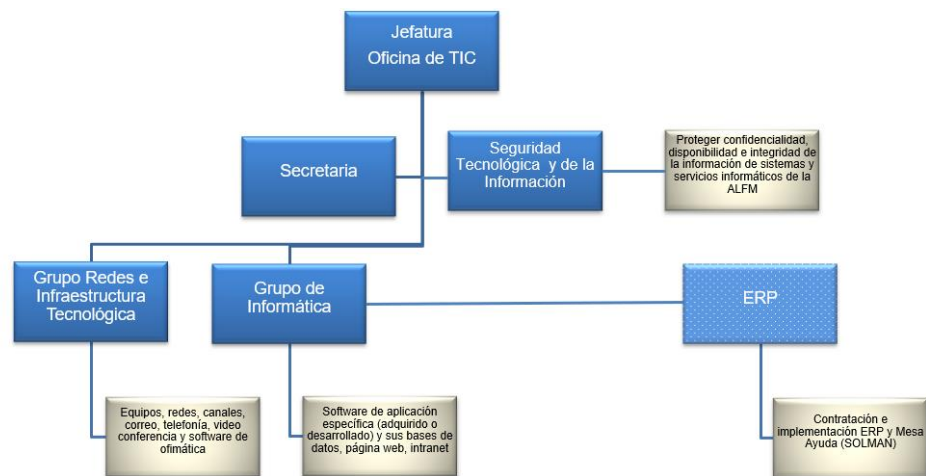 Jefatura
Oficina de TIC
Secretaria
Seguridad
Tecnológica y de la
Información
Proteger confidencialidad,
disponibilidad e integridad de
la información de sistemas y
servicios informáticos de la
ALFM
Grupo Redes e
Infraestructura
Tecnológica
Grupo de
Informática
ERP
Equipos, redes, canales,
correo, telefonía, video
conferencia y software de
ofimática
Software de aplicación
específica (adquirido o
desarrollado) y sus bases de
datos, página web, intranet
Contratación e
implementación ERP y Mesa
Ayuda (SOLMAN)